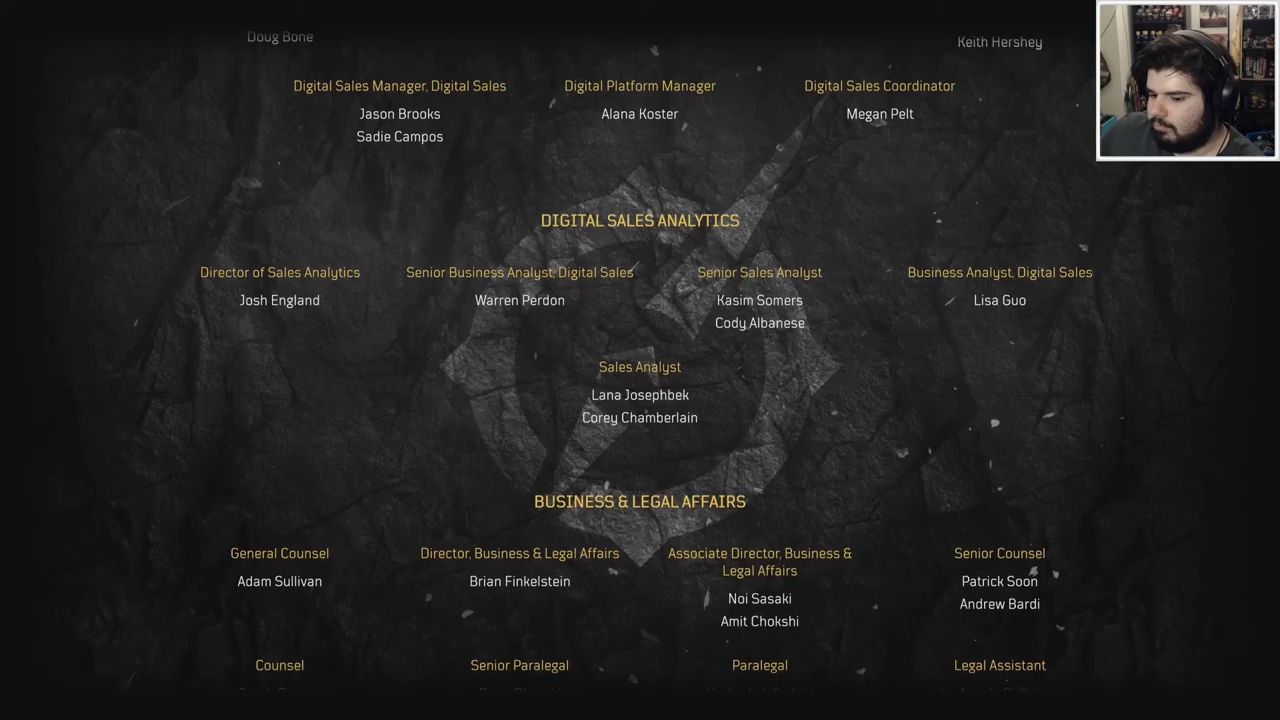 Doug Bone
Keith Hershey
Digital Sales Manager, Digital Sales
Jason Brooks
Sadie Campos
Digital Platform Manager
Alana Koster
Digital Sales Coordinator
Megan Pelt
DIGITAL SALES ANALYTICS
Director of Sales Analytics
Josh England
Senior Business Analyst, Digital Sales
Warren Perdon
Senior Sales Analyst
Kasim Somers
Cody Albanese
Business Analyst, Digital Sales
Lisa Guo
Sales Analyst
Lana Josephbek
Corey Chamberlain
BUSINESS & LEGAL AFFAIRS
General Counsel
Adam Sullivan
Director, Business & Legal Affairs
Brian Finkelstein
Associate Director, Business &
Legal Affairs
Noi Sasaki
Amit Chokshi
Senior Counsel
Patrick Soon
Andrew Bardi
Counsel
Senior Paralegal
Paralegal
Legal Assistant